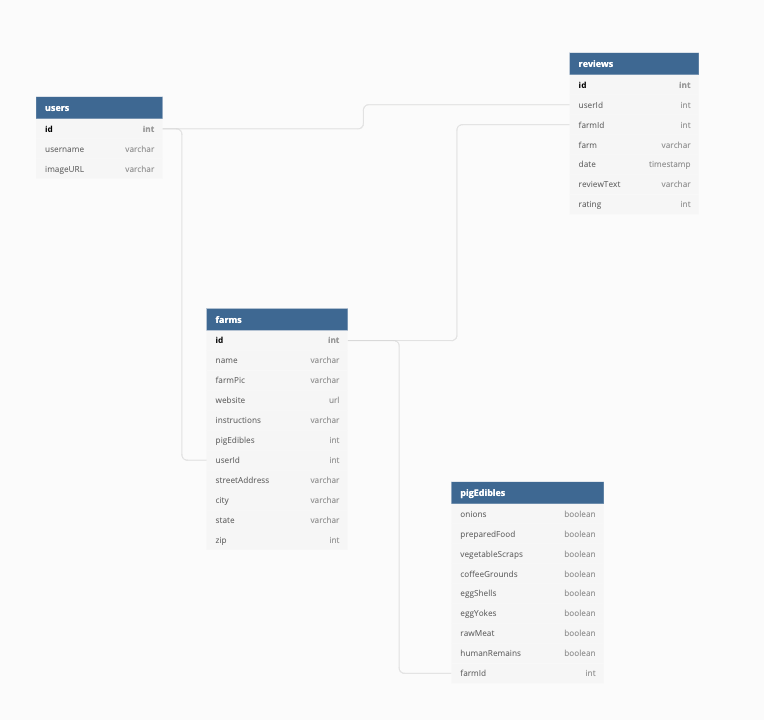 users
id int
username varchar
imageURL varchar
reviews
id int
userId int
farmId int
farm varchar
date timestamp
reviewText varchar
rating int
farms
id int
name varchar
farmPic varchar
website url
instructions varchar
pigEdibles int
userId int
streetAddress varchar
city varchar
state varchar
zip int
pigEdibles
onions boolean
preparedFood boolean
vegetableScraps boolean
coffeeGrounds boolean
eggShells boolean
eggYokes boolean
rawMeat boolean
humanRemains boolean
farmId int